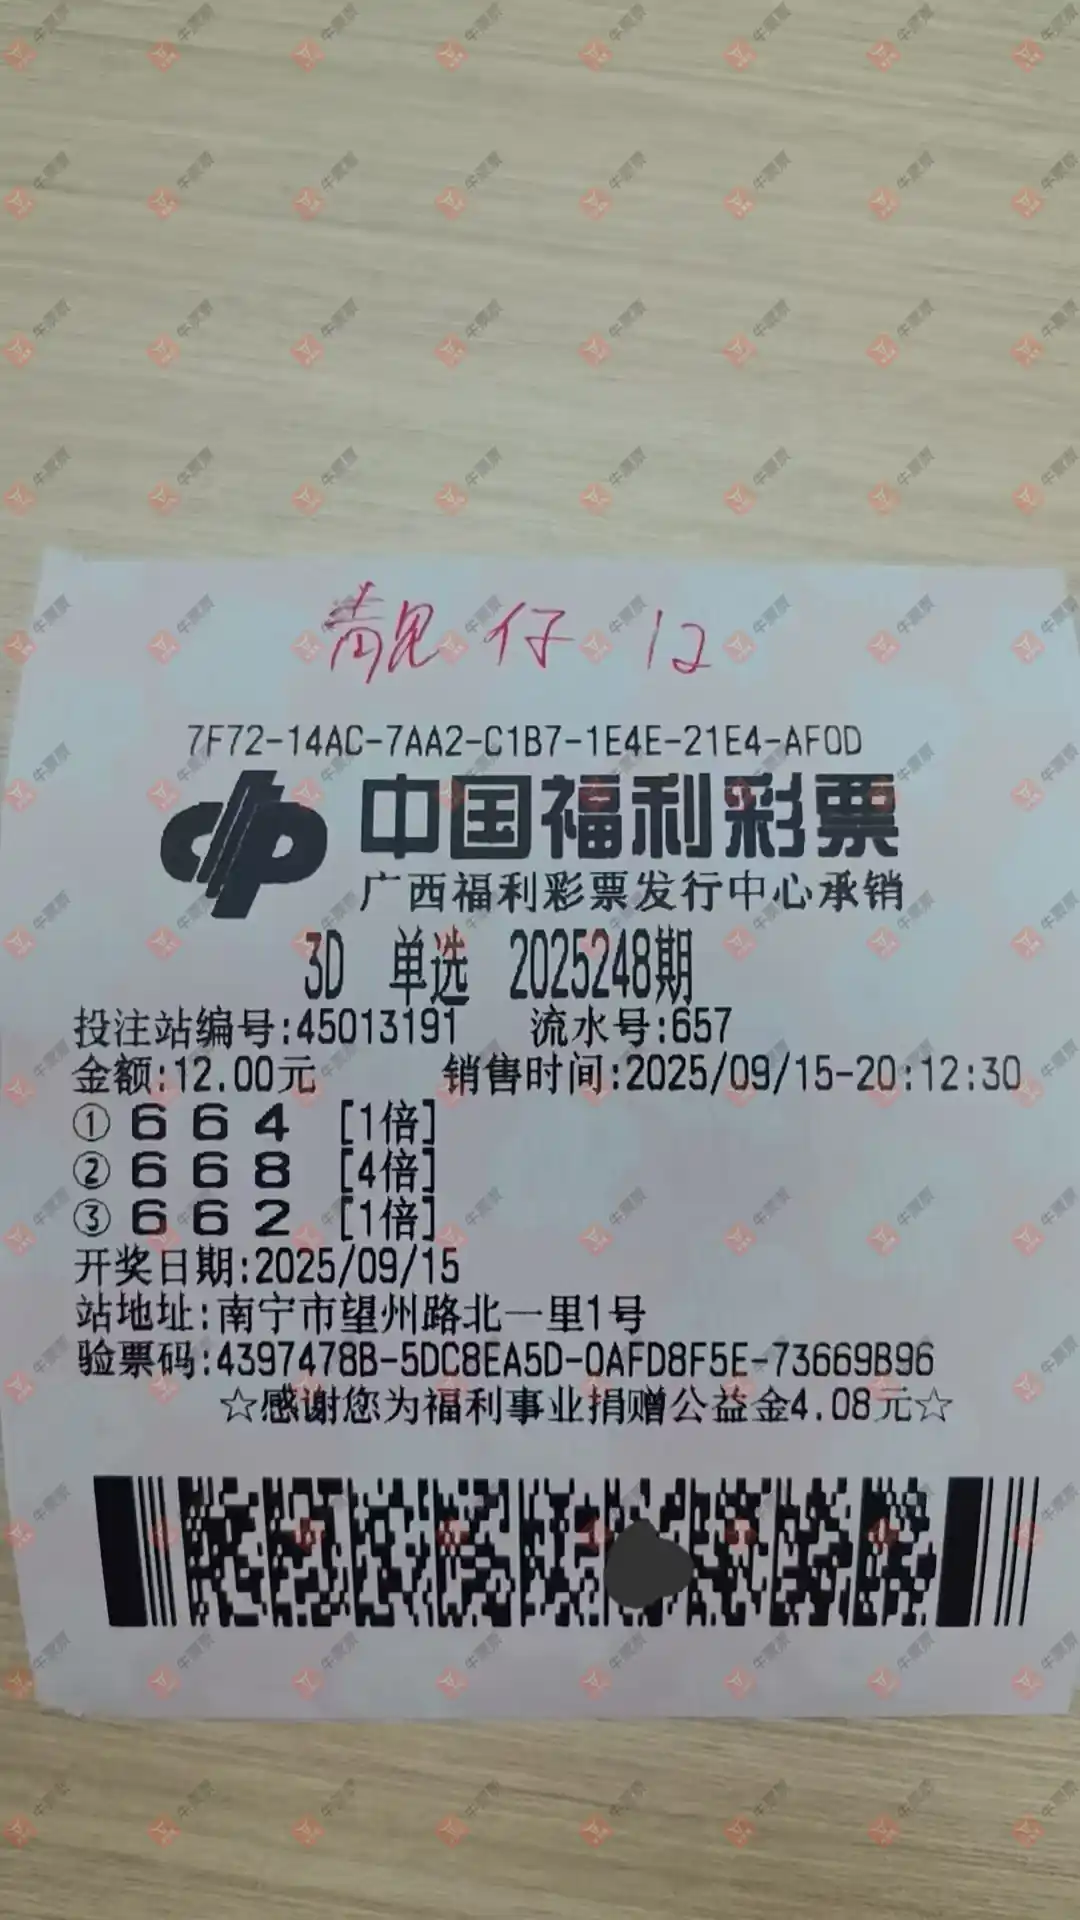 靓仔 12
7F72-14AC-7AA2-C1B7-1E4E-21E4-AF0D
中国福利彩票
广西福利彩票发行中心承销
3D 单选 2025248期
投注站编号:45013191 流水号:657
金额:12.00元 销售时间:2025/09/15-20:12:30
① 6 6 4 [1倍]
② 6 6 8 [4倍]
③ 6 6 2 [1倍]
开奖日期:2025/09/15
站地址:南宁市望州路北一里1号
验票码:4397478B-5DC8EA5D-0AFD8F5E-73669B96
☆感谢您为福利事业捐赠公益金4.08元☆